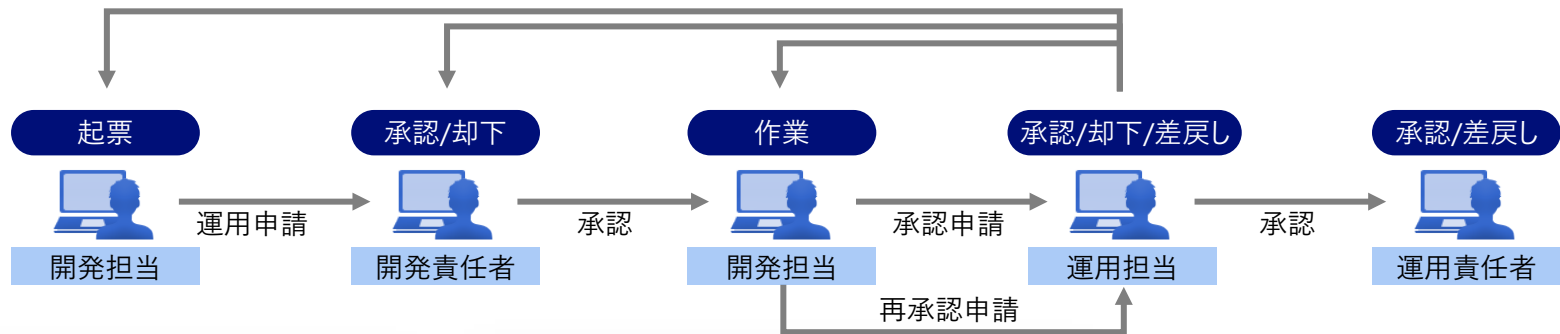 起票
承認/却下
作業
承認/却下/差戻し
承認/差戻し
運用申請
承認
承認申請
承認
開発担当
開発責任者
開発担当
運用担当
運用責任者
再承認申請